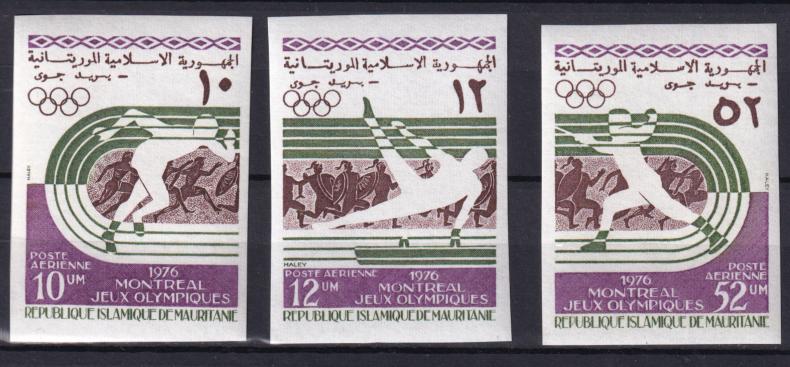 الجمهورية الاسلامية الموريتانية
بريد جوى -
١٠
HALEY
POSTE
AERIENNE
10 UM
1976
MONTREAL
JEUX OLYMPIQUES
REPUBLIQUE ISLAMIQUE DE MAURITANIE
الجمهورية الاسلامية الموريتانية
بريد جوى -
١٢
HALEY
POSTE AERIENNE
12 UM
1976
MONTREAL
JEUX OLYMPIQUES
REPUBLIQUE ISLAMIQUE DE MAURITANIE
الجمهورية الاسلامية الموريتانية
بريد جوى -
٥٢
HALEY
1976
MONTREAL
JEUX OLYMPIQUES
POSTE
AERIENNE
52 UM
REPUBLIQUE ISLAMIQUE DE MAURITANIE